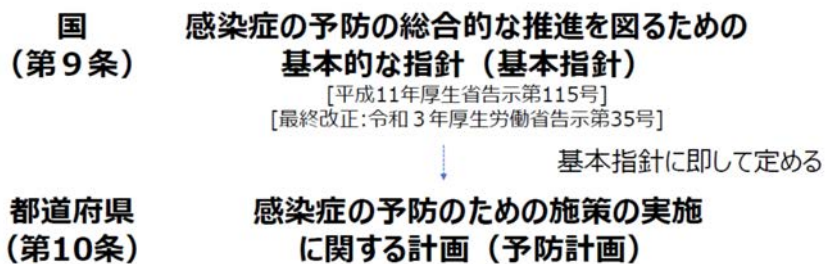 国　感染症の予防の総合的な推進を図るための
（第９条）　基本的な指針（基本指針）
[平成11年厚生省告示第115号]
[最終改正:令和３年厚生労働省告示第35号]
基本指針に即して定める
都道府県　感染症の予防のための施策の実施
（第10条）　に関する計画（予防計画）